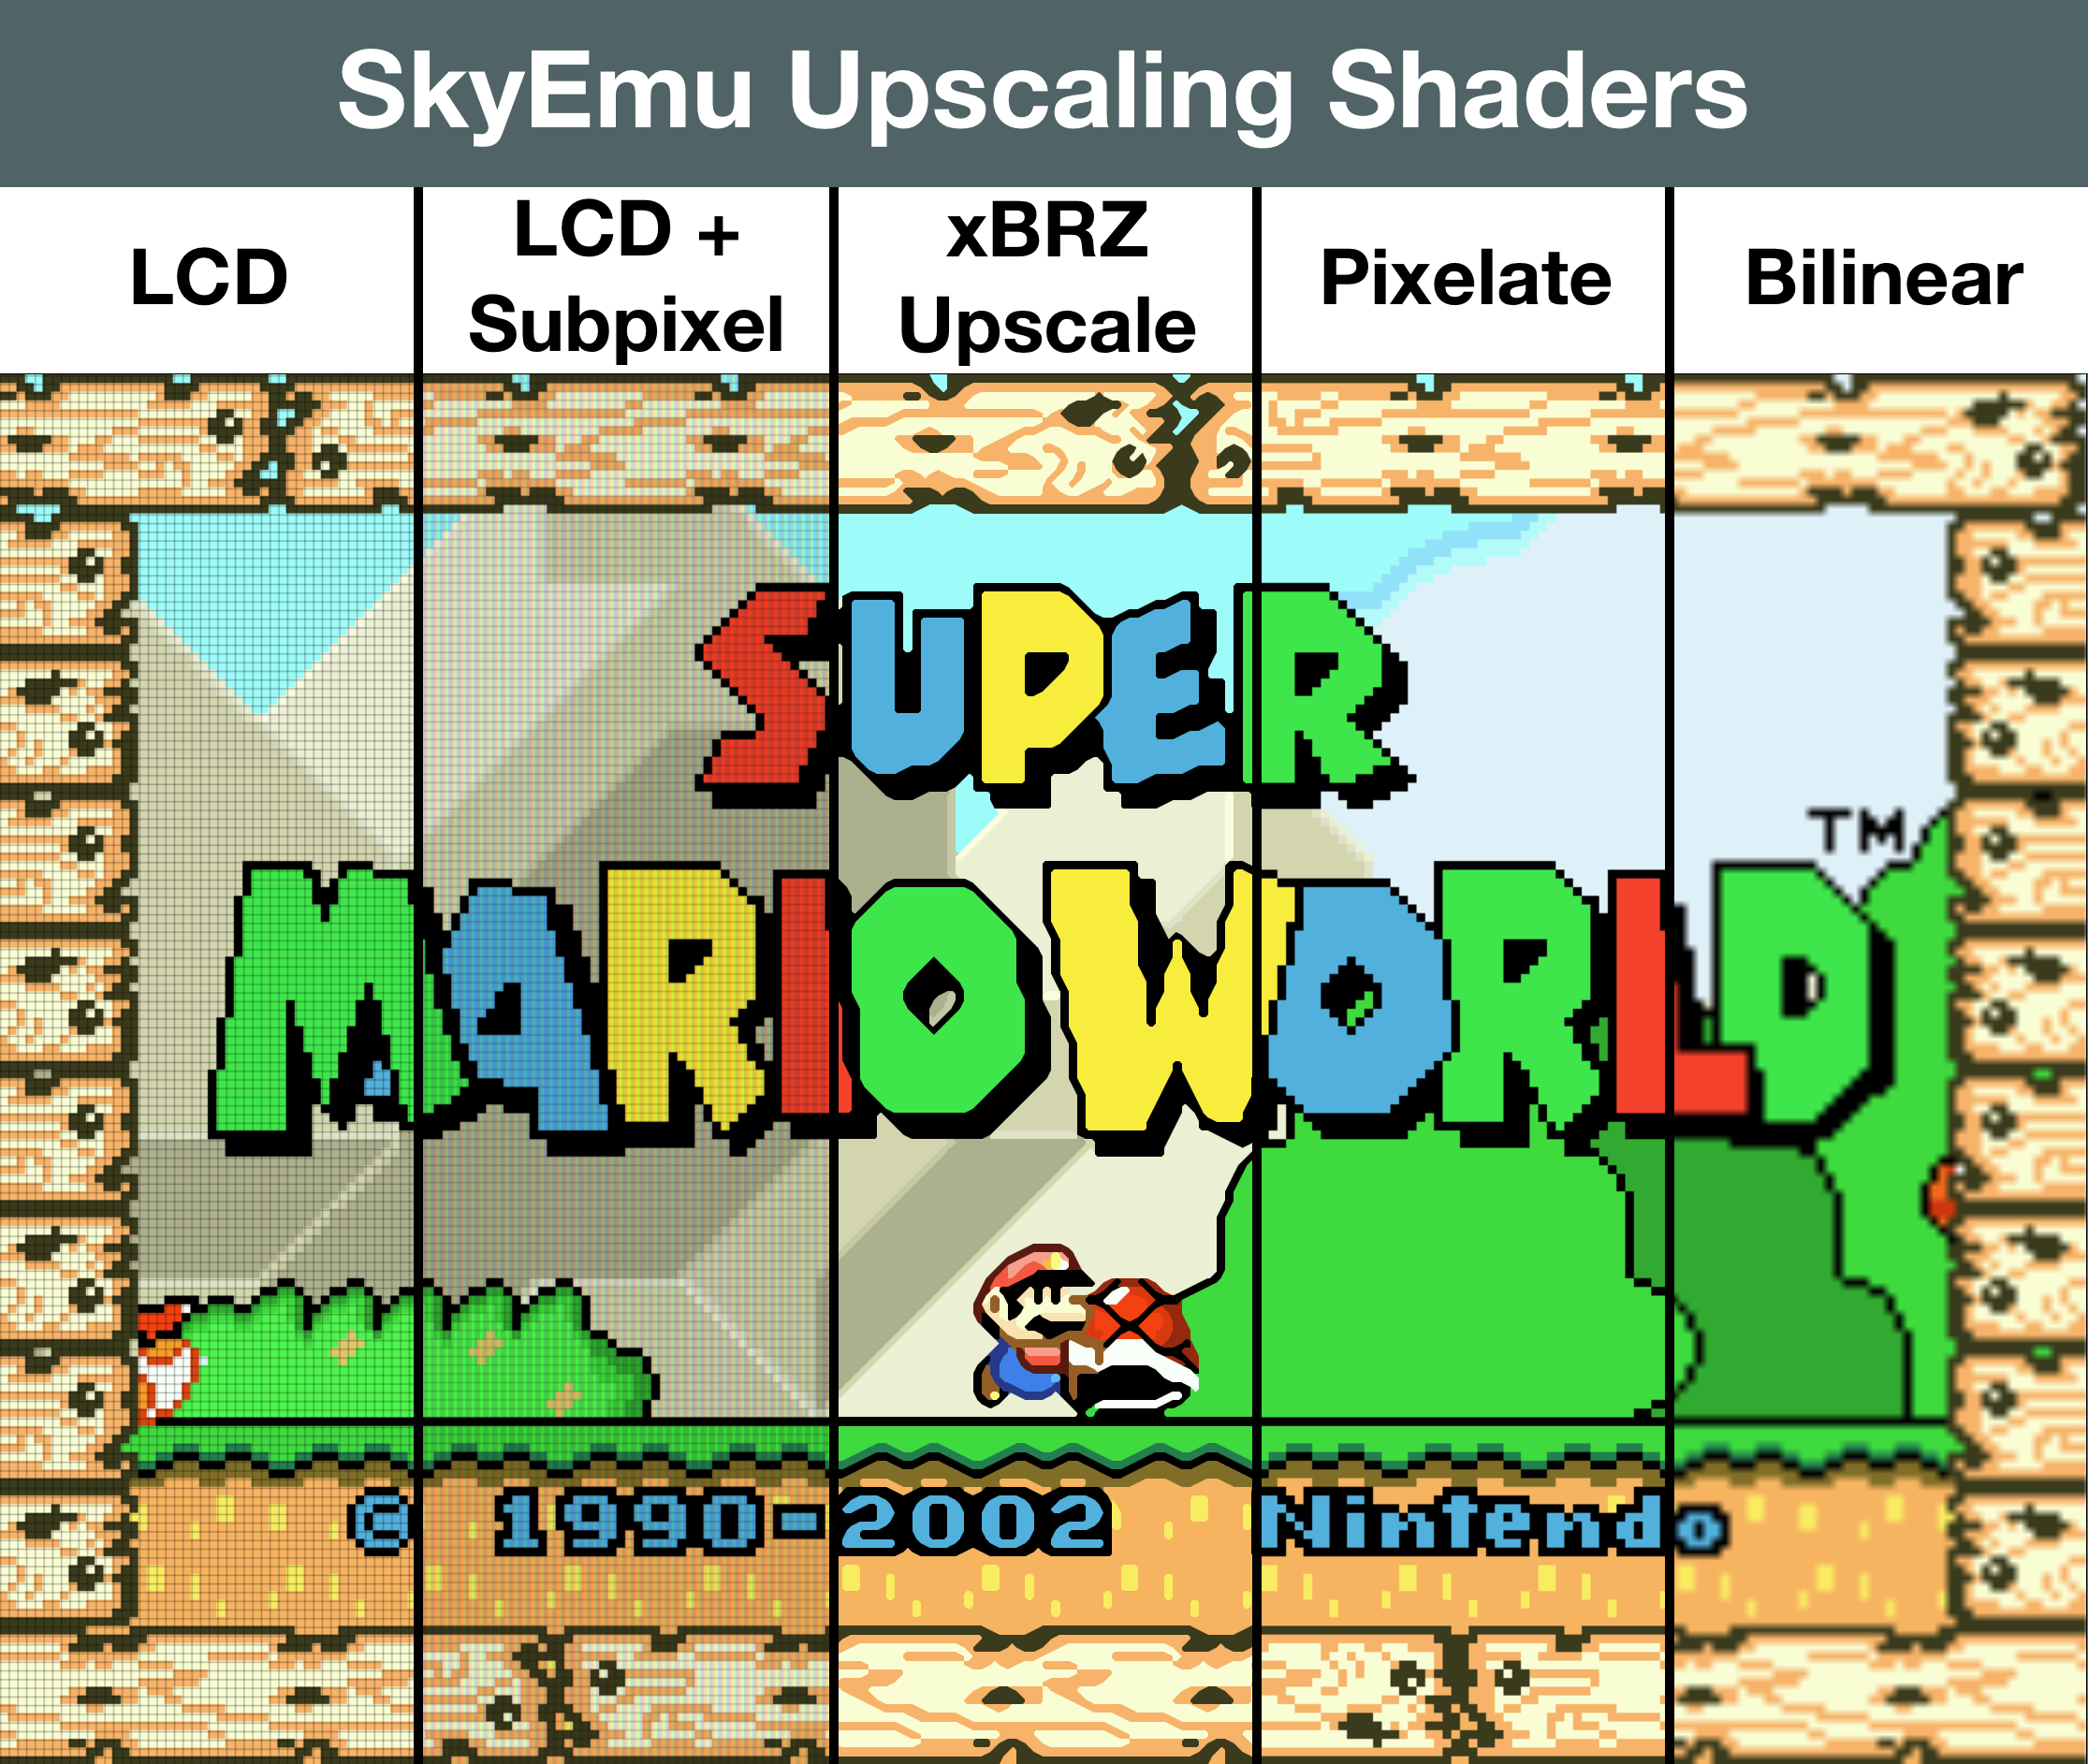 SkyEmu Upscaling Shaders
LCD
LCD +
Subpixel
xBRZ
Upscale
Pixelate
Bilinear
SUPER
MARIO WORLD TM
© 1990-2002 Nintendo